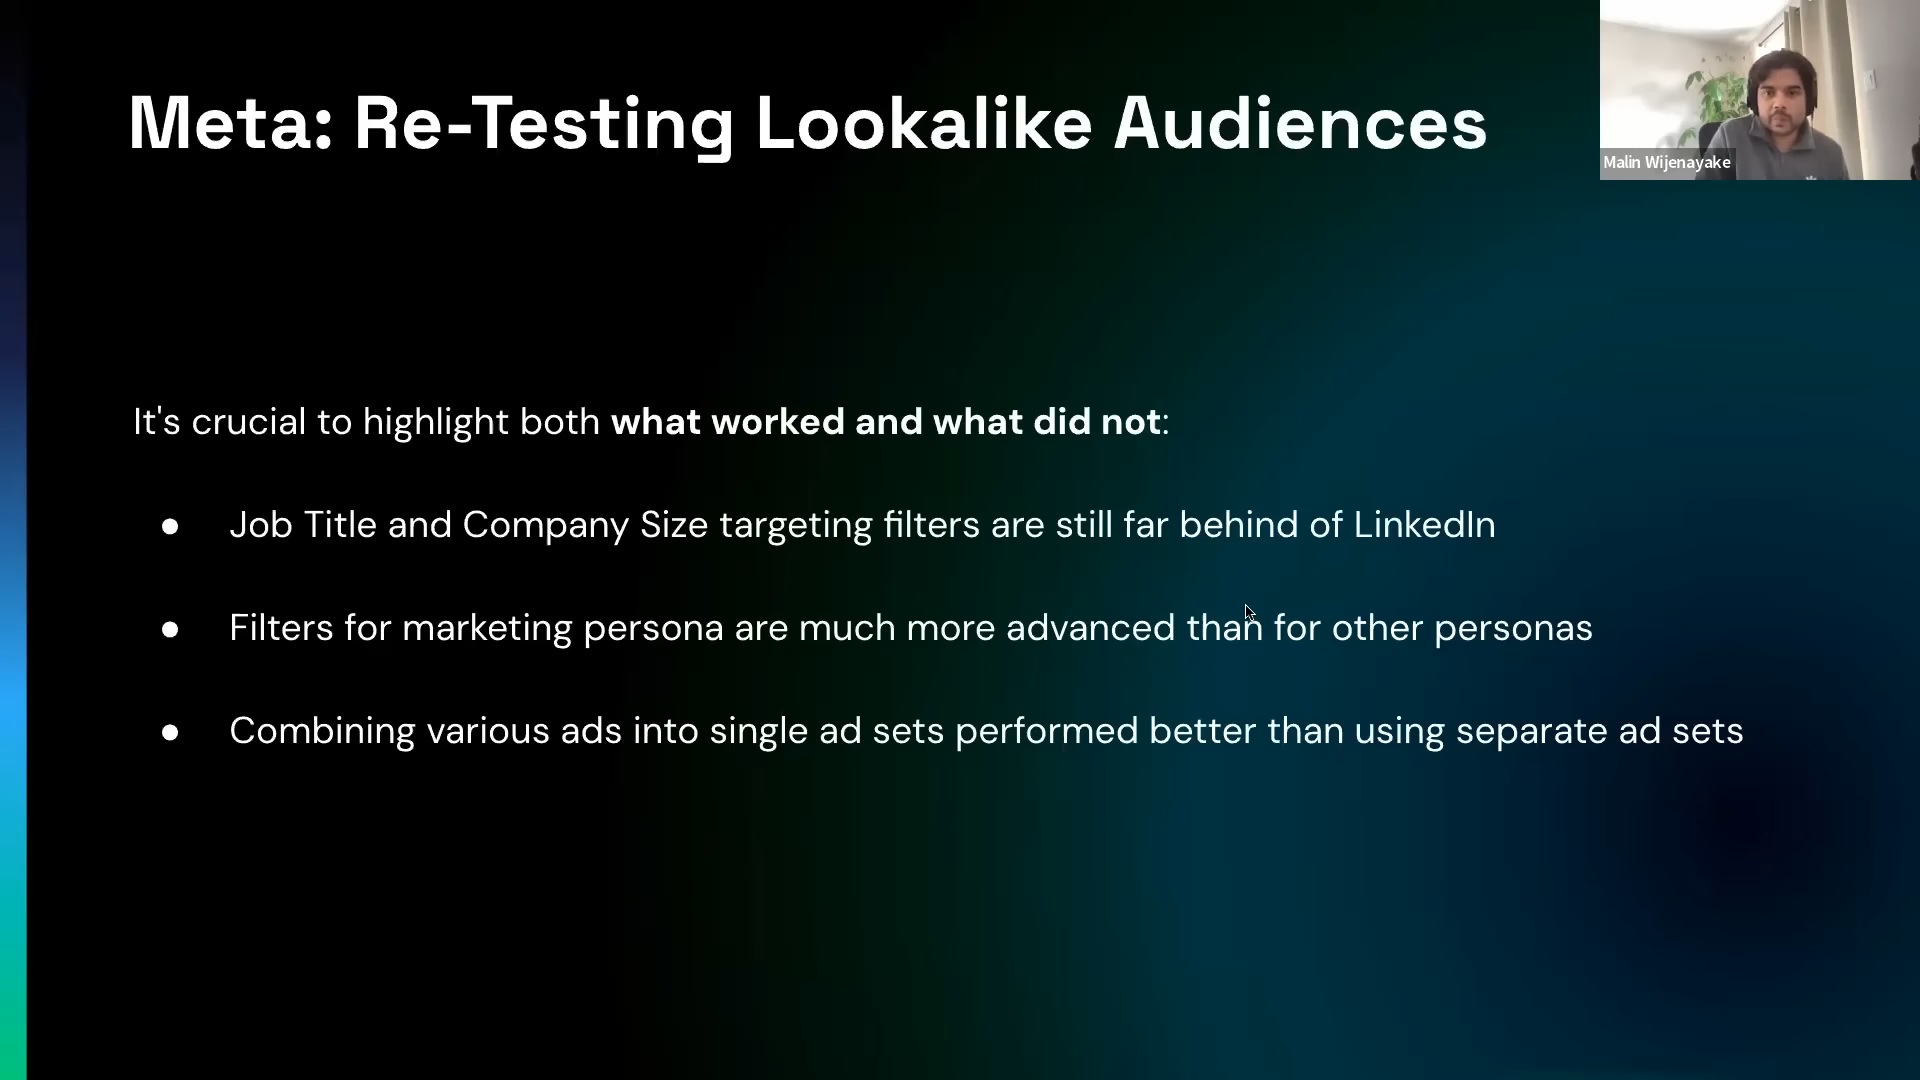 Meta: Re-Testing Lookalike Audiences
Malin Wijenayake
It's crucial to highlight both what worked and what did not:
● Job Title and Company Size targeting filters are still far behind of LinkedIn
● Filters for marketing persona are much more advanced than for other personas
● Combining various ads into single ad sets performed better than using separate ad sets